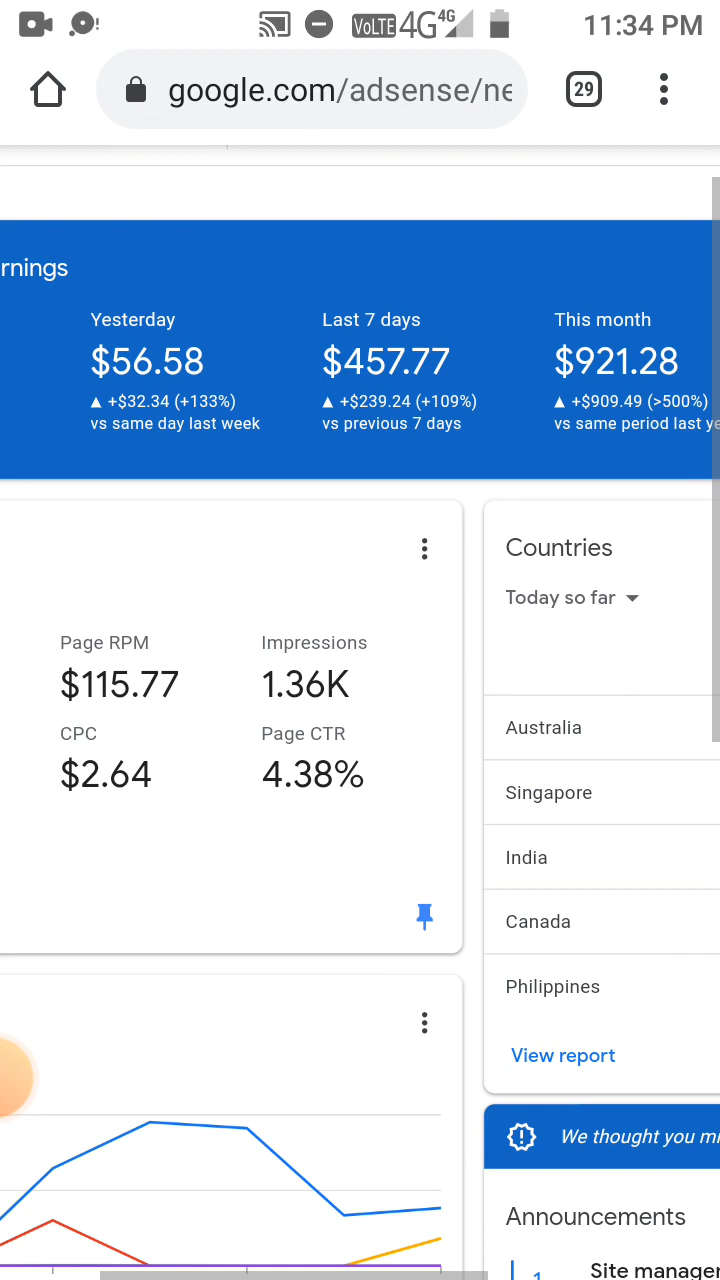 VoLTE 4G 4G 11:34 PM
google.com/adsense/ne
29
rnings
Yesterday
$56.58
+$32.34 (+133%)
vs same day last week
Last 7 days
$457.77
+$239.24 (+109%)
vs previous 7 days
This month
$921.28
+$909.49 (>500%)
vs same period last ye
Page RPM
$115.77
Impressions
1.36K
CPC
$2.64
Page CTR
4.38%
Countries
Today so far
Australia
Singapore
India
Canada
Philippines
View report
We thought you mi
Announcements
1
Site manager